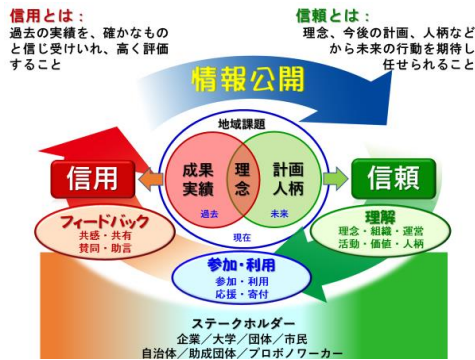 信用とは：
過去の実績を、確かなもの
と信じ受けいれ、高く評価
すること
信頼とは：
理念、今後の計画、人柄など
から未来の行動を期待し
任せられること
情報公開
地域課題
成果
実績
理
念
計画
人柄
過去
未来
現在
信用
信頼
フィードバック
共感・共有
賛同・助言
理解
理念・組織・運営
活動・価値・人柄
参加・利用
参加・利用
応援・寄付
ステークホルダー
企業／大学／団体／市民
自治体／助成団体／プロボノワーカー